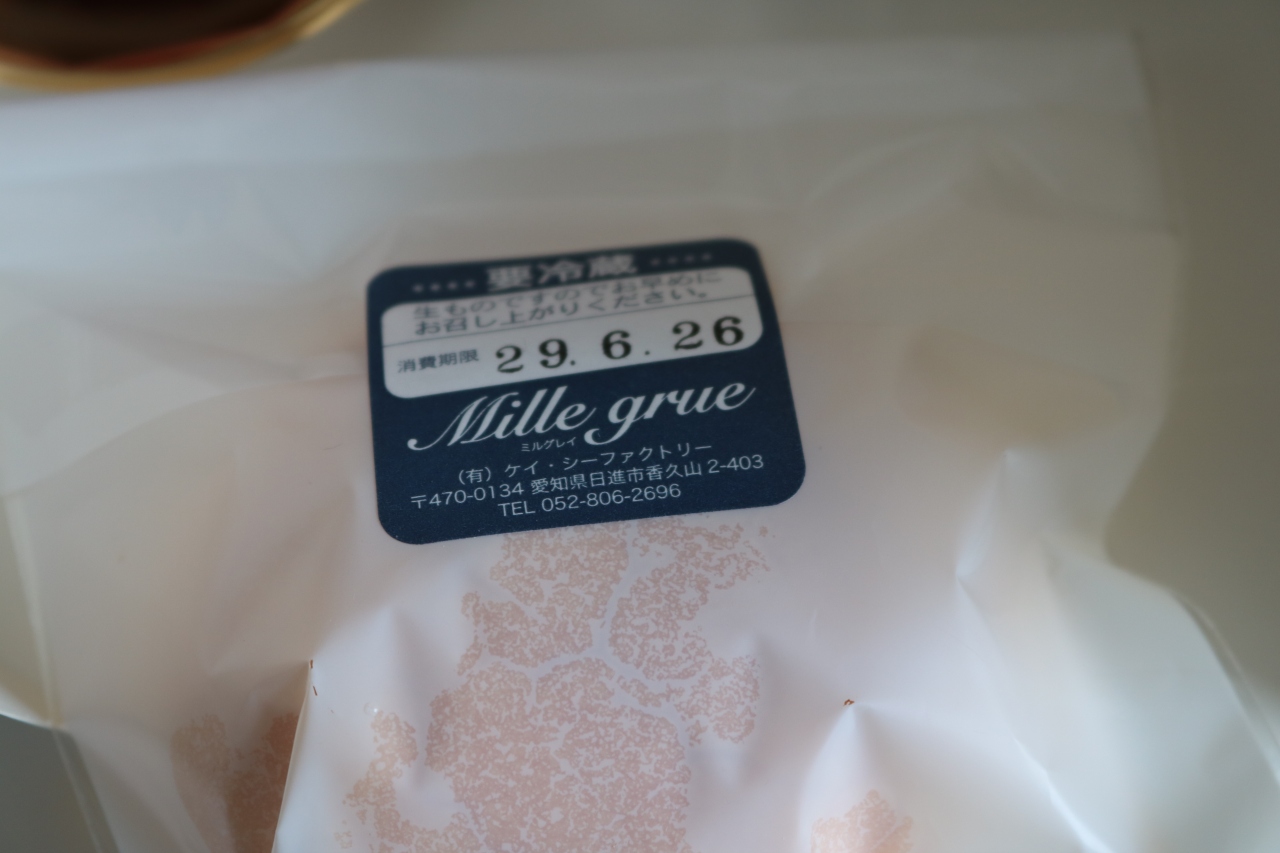 要冷蔵
生ものですのでお早めに
お召し上がりください。
消費期限 29. 6. 26
Mille grue
ミルグレイ
（有）ケイ・シーファクトリー
〒470-0134 愛知県日進市香久山 2-403
TEL 052-806-2696